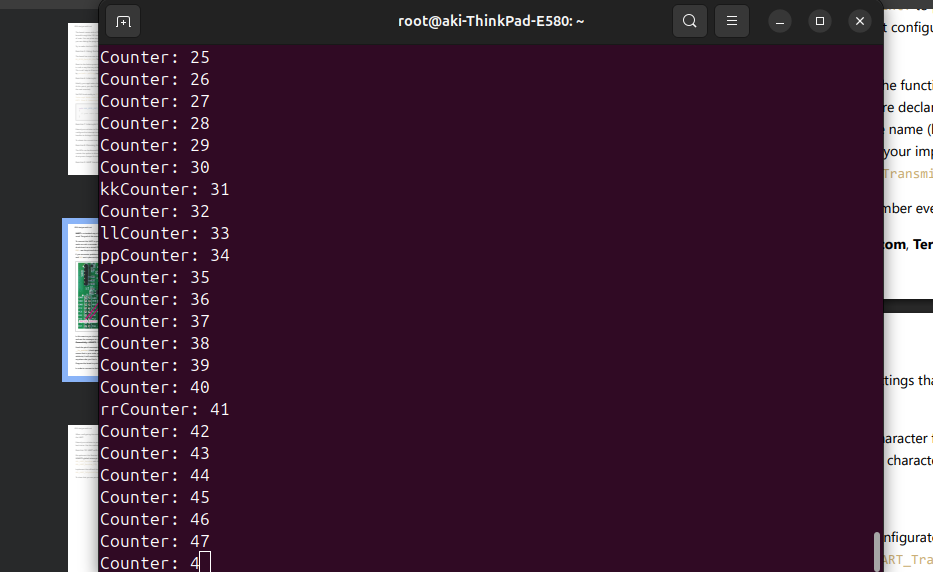 root@aki-ThinkPad-E580: ~
Counter: 25
Counter: 26
Counter: 27
Counter: 28
Counter: 29
Counter: 30
kkCounter: 31
Counter: 32
llCounter: 33
ppCounter: 34
Counter: 35
Counter: 36
Counter: 37
Counter: 38
Counter: 39
Counter: 40
rrCounter: 41
Counter: 42
Counter: 43
Counter: 44
Counter: 45
Counter: 46
Counter: 47
Counter: 4
t configu
he functi
re declar
name (
your imp
Transmi
mber eve
om, Ter
tings tha
aracter
characte
nfigurat
ART_Tra